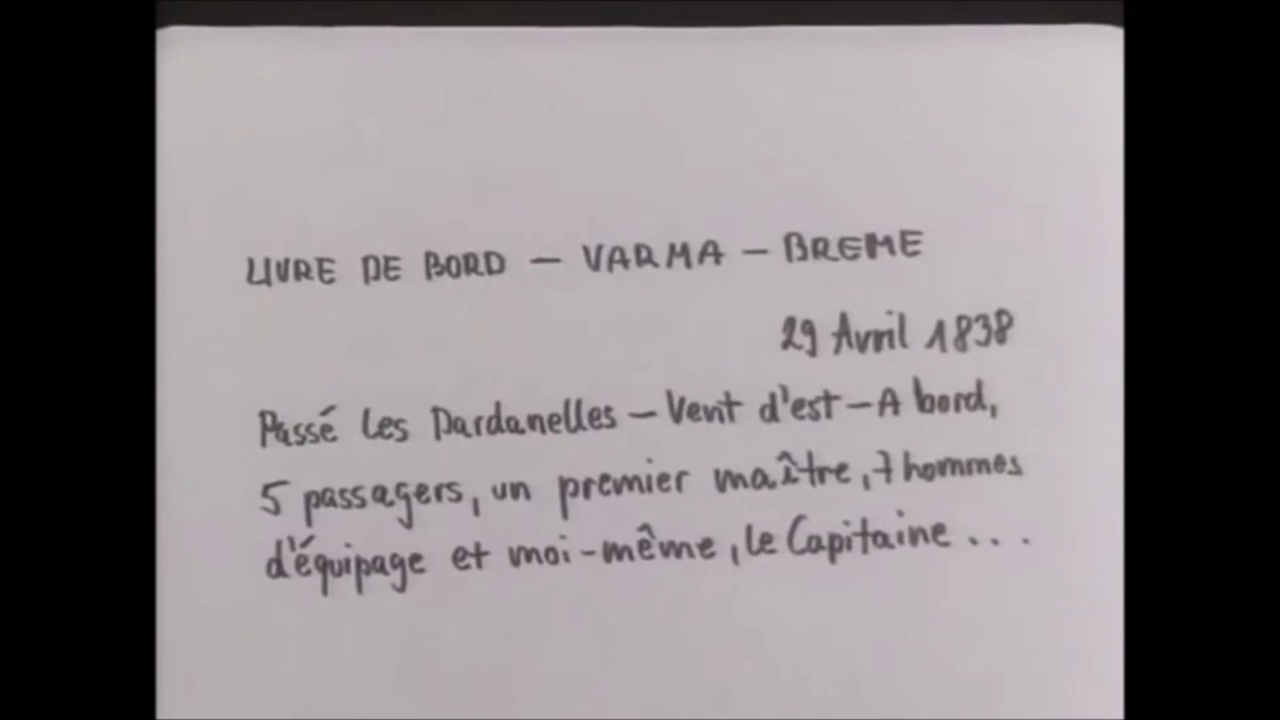 LIVRE DE BORD – VARMA – BREME
29 Avril 1838
Passé les Dardanelles – Vent d'est – A bord,
5 passagers, un premier maître, 7 hommes
d'équipage et moi-même, le Capitaine...